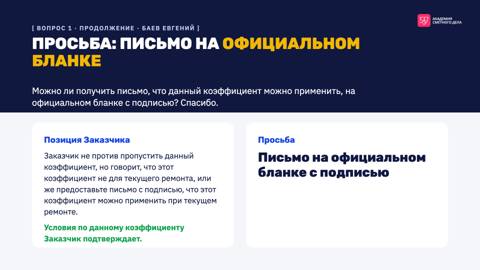 [ ВОПРОС 1 · ПРОДОЛЖЕНИЕ · БАЕВ ЕВГЕНИЙ ]
АКАДЕМИЯ
СМЕТНОГО ДЕЛА
ПРОСЬБА: ПИСЬМО НА ОФИЦИАЛЬНОМ
БЛАНКЕ
Можно ли получить письмо, что данный коэффициент можно применить, на
официальном бланке с подписью? Спасибо.
Позиция Заказчика
Заказчик не против пропустить данный
коэффициент, но говорит, что этот
коэффициент не для текущего ремонта, или
же предоставьте письмо с подписью, что этот
коэффициент можно применить при текущем
ремонте.
Условия по данному коэффициенту
Заказчик подтверждает.
Просьба
Письмо на официальном
бланке с подписью